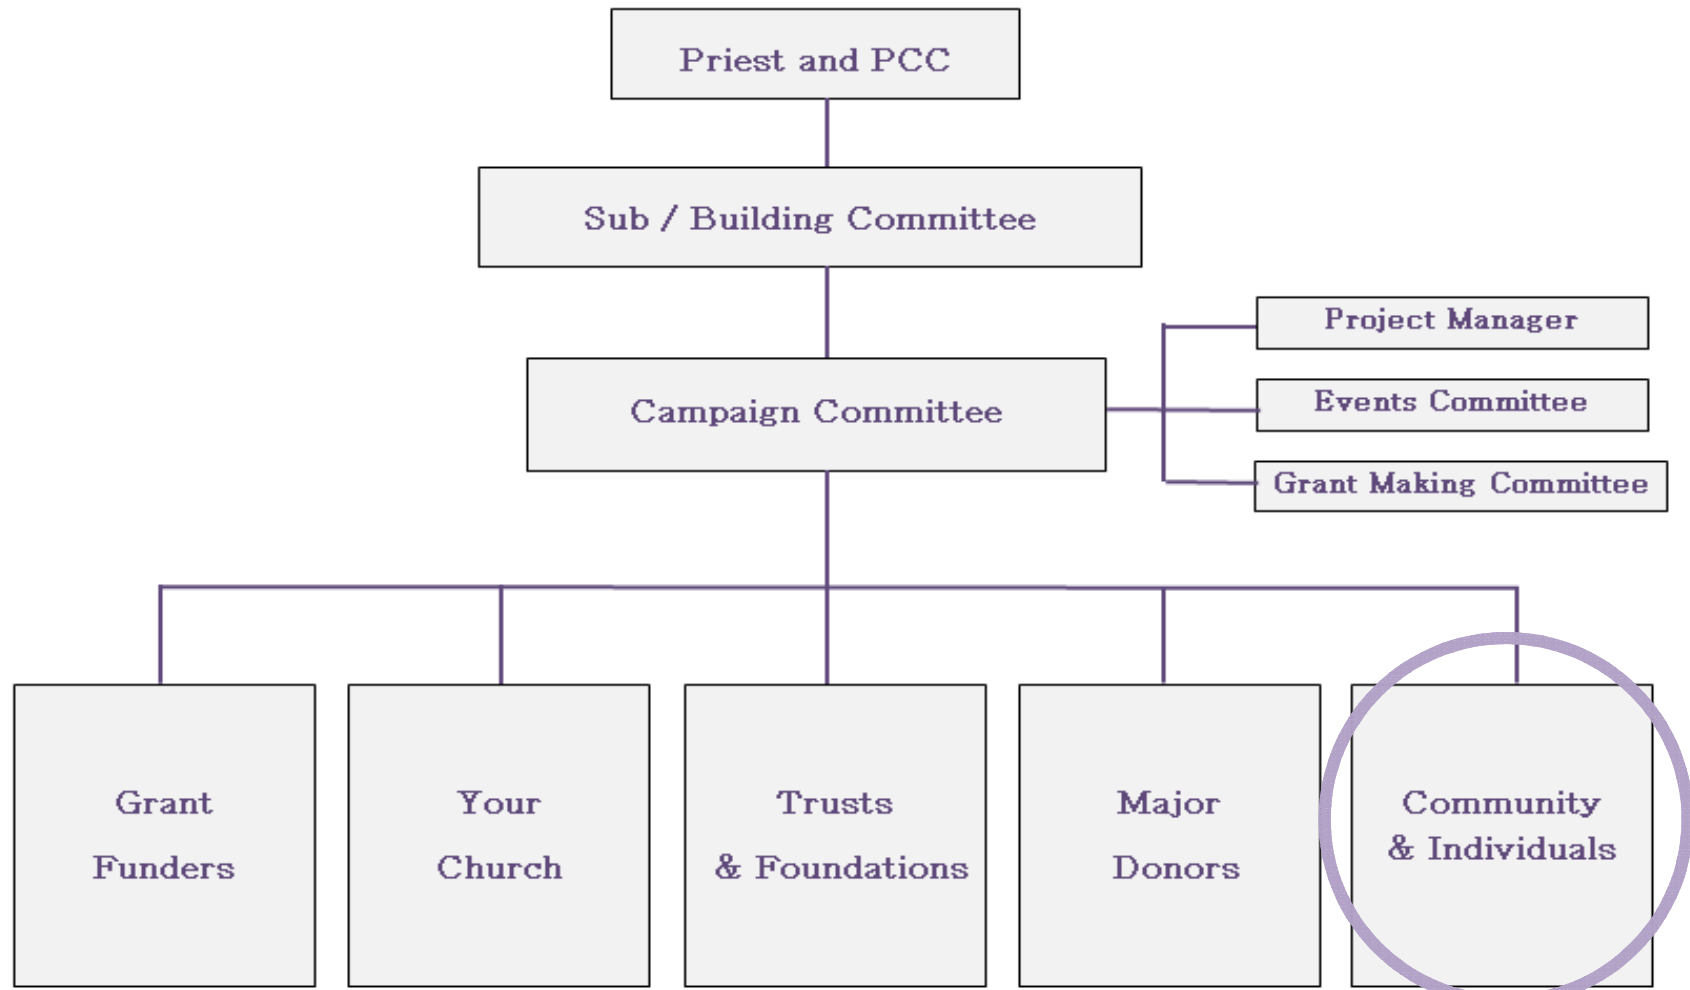 Priest and PCC
Sub / Building Committee
Project Manager
Events Committee
Campaign Committee
Grant Making Committee
Grant
Funders
Your
Church
Trusts
& Foundations
Major
Donors
Community
& Individuals